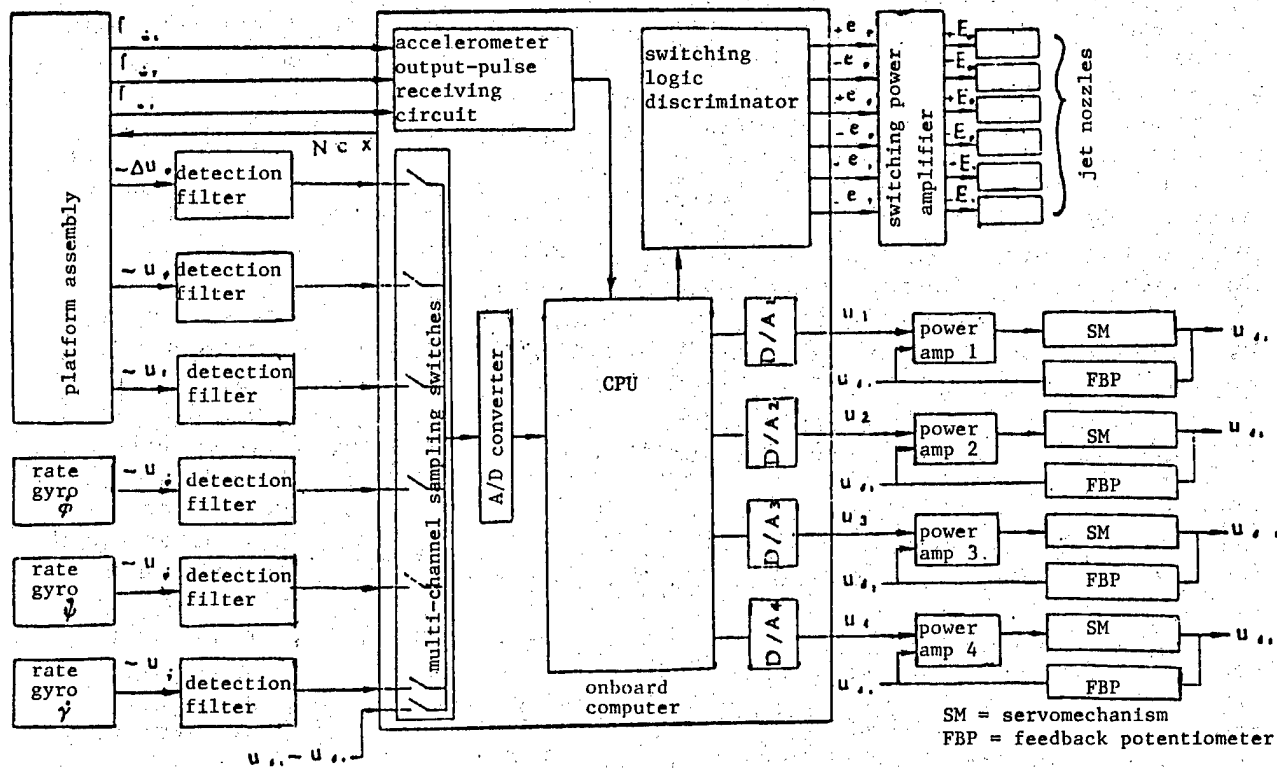 platform assembly
N c x
accelerometer
output-pulse
receiving
circuit
switching
logic
discriminator
switching power
amplifier
jet nozzles
+e
-e
+e
-e
-e
-e
~Δu
detection
filter
~u
detection
filter
~u
detection
filter
rate
gyro
~u
detection
filter
rate
gyro
~u
detection
filter
rate
gyro
γ̇
~u
detection
filter
multi-channel sampling switches
A/D converter
CPU
onboard
computer
D/A1
D/A2
D/A3
D/A4
u1
power
amp 1
SM
FBP
u2
power
amp 2
SM
FBP
u3
power
amp 3.
SM
FBP
power
amp 4
SM
FBP
SM = servomechanism
FBP = feedback potentiometer